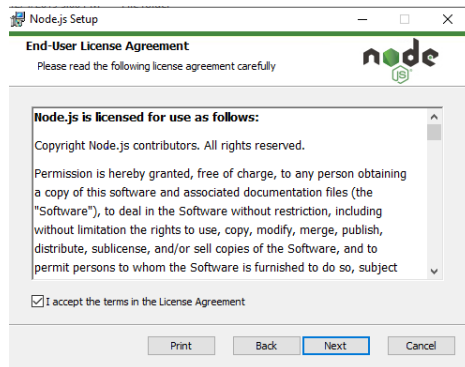 Node.js Setup
End-User License Agreement
Please read the following license agreement carefully
node
JS
Node.js is licensed for use as follows:
Copyright Node.js contributors. All rights reserved.
Permission is hereby granted, free of charge, to any person obtaining
a copy of this software and associated documentation files (the
"Software"), to deal in the Software without restriction, including
without limitation the rights to use, copy, modify, merge, publish,
distribute, sublicense, and/or sell copies of the Software, and to
permit persons to whom the Software is furnished to do so, subject
I accept the terms in the License Agreement
Print Back Next Cancel